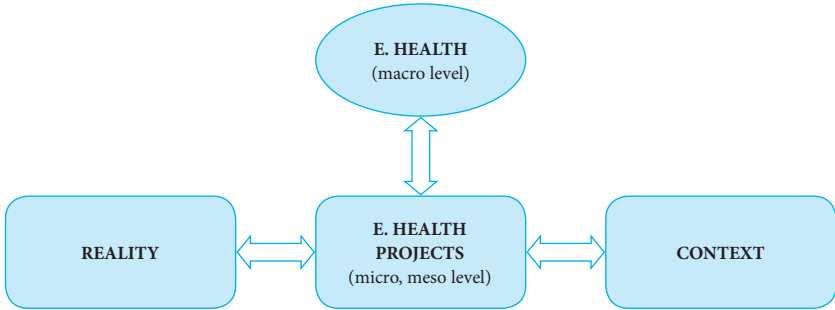 E. HEALTH
(macro level)
REALITY
E. HEALTH
PROJECTS
(micro, meso level)
CONTEXT